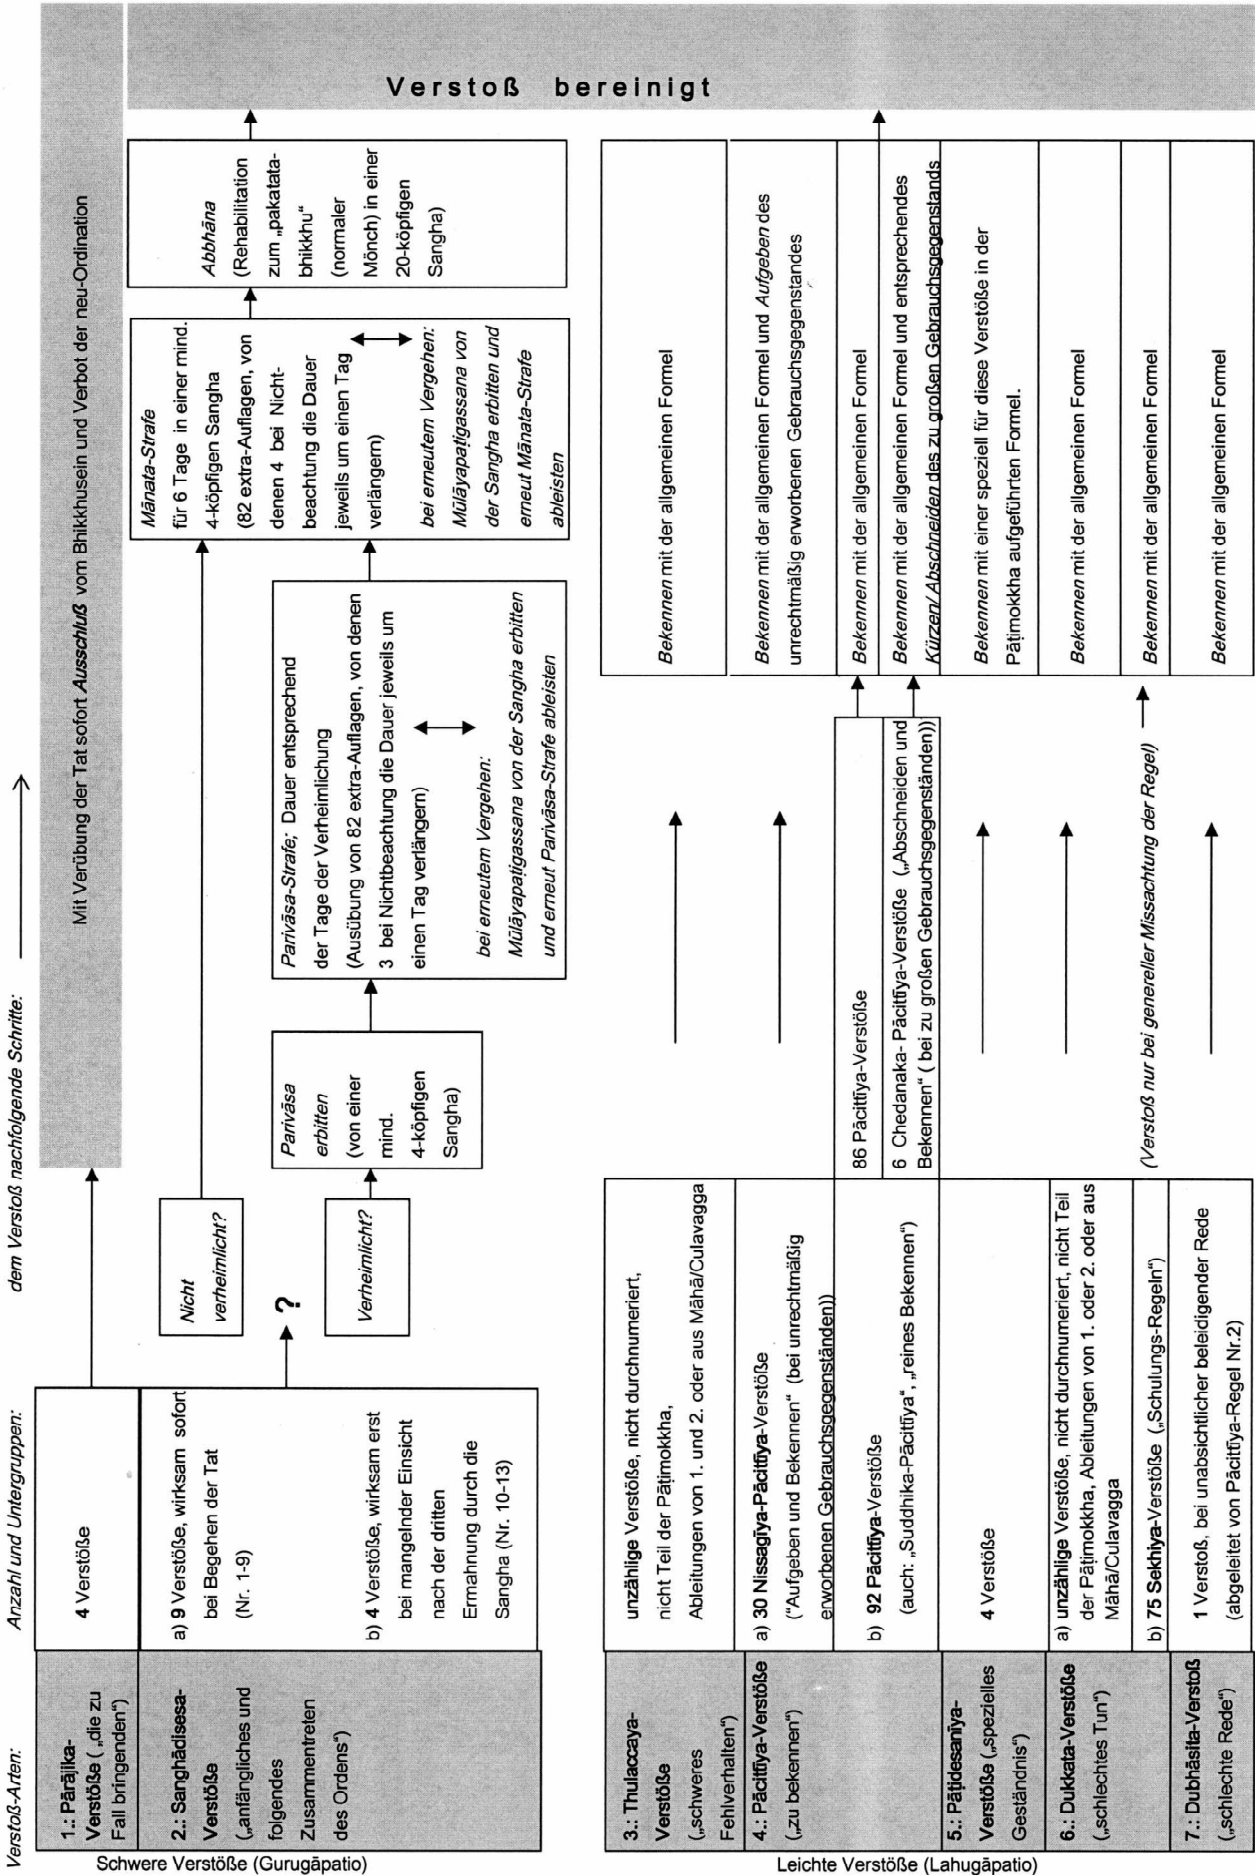 Verstoß-Arten:
Anzahl und Untergruppen:
dem Verstoß nachfolgende Schritte:
Schwere Verstöße (Gurugāpatio)
1.: Pārājika-
Verstöße ( „die zu
Fall bringenden“)
4 Verstöße
Mit Verübung der Tat sofort Ausschluß vom Bhikkhusein und Verbot der neu-Ordination
2.: Sanghādisesa-
Verstöße
(„anfängliches und
folgendes
Zusammentreten
des Ordens“)
a) 9 Verstöße, wirksam sofort
bei Begehen der Tat
(Nr. 1-9)
b) 4 Verstöße, wirksam erst
bei mangelnder Einsicht
nach der dritten
Ermahnung durch die
Sangha (Nr. 10-13)
?
Nicht
verheimlicht?
Verheimlicht?
Parivāsa
erbitten
(von einer
mind.
4-köpfigen
Sangha)
Parivāsa-Strafe; Dauer entsprechend
der Tage der Verheimlichung
(Ausübung von 82 extra-Auflagen, von denen
3 bei Nichtbeachtung die Dauer jeweils um
einen Tag verlängern)
bei erneutem Vergehen:
Mūlāyapaṭigassana von der Sangha erbitten
und erneut Parivāsa-Strafe ableisten
Mānata-Strafe
für 6 Tage in einer mind.
4-köpfigen Sangha
(82 extra-Auflagen, von
denen 4 bei Nicht-
beachtung die Dauer
jeweils um einen Tag
verlängern)
bei erneutem Vergehen:
Mūlāyapaṭigassana von
der Sangha erbitten und
erneut Mānata-Strafe
ableisten
Abbhāna
(Rehabilitation
zum „pakatata-
bhikkhu“
(normaler
Mönch) in einer
20-köpfigen
Sangha)
Verstoß bereinigt
Leichte Verstöße (Lahugāpatio)
3.: Thulaccaya-
Verstöße
(„schweres
Fehlverhalten“)
unzählige Verstöße, nicht durchnumeriert,
nicht Teil der Pāṭimokkha,
Ableitungen von 1. und 2. oder aus Māhā/Culavagga
Bekennen mit der allgemeinen Formel
4.: Pācittīya-Verstöße
(„zu bekennen“)
a) 30 Nissagīya-Pācittīya-Verstöße
("Aufgeben und Bekennen“ (bei unrechtmäßig
erworbenen Gebrauchsgegenständen))
Bekennen mit der allgemeinen Formel und Aufgeben des
unrechtmäßig erworbenen Gebrauchsgegenstandes
b) 92 Pācittīya-Verstöße
(auch: „Suddhika-Pācittīya“, „reines Bekennen“)
86 Pācittīya-Verstöße
Bekennen mit der allgemeinen Formel
6 Chedanaka- Pācittīya-Verstöße („Abschneiden und
Bekennen“ ( bei zu großen Gebrauchsgegenständen))
Bekennen mit der allgemeinen Formel und entsprechendes
Kürzen/ Abschneiden des zu großen Gebrauchsgegenstands
5.: Pāṭidesanīya-
Verstöße („spezielles
Geständnis“)
4 Verstöße
Bekennen mit einer speziell für diese Verstöße in der
Pāṭimokkha aufgeführten Formel.
6.: Dukkata-Verstöße
(„schlechtes Tun“)
a) unzählige Verstöße, nicht durchnumeriert, nicht Teil
der Pāṭimokkha, Ableitungen von 1. oder 2. oder aus
Māhā/Culavagga
Bekennen mit der allgemeinen Formel
b) 75 Sekhiya-Verstöße („Schulungs-Regeln“)
(Verstoß nur bei genereller Missachtung der Regel)
Bekennen mit der allgemeinen Formel
7.: Dubhāsita-Verstoß
(„schlechte Rede“)
1 Verstoß, bei unabsichtlicher beleidigender Rede
(abgeleitet von Pācittīya-Regel Nr.2)
Bekennen mit der allgemeinen Formel